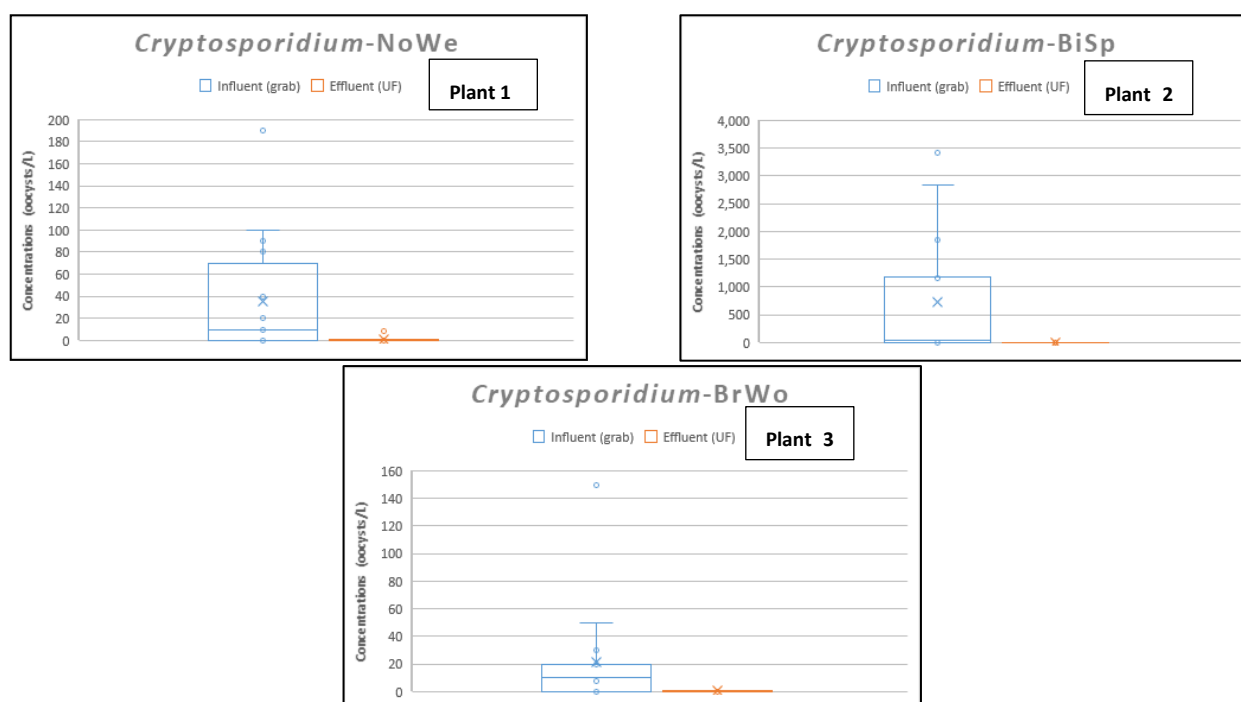 Cryptosporidium-NoWe
Influent (grab) Effluent (UF)
Plant 1
Concentrations (oocysts/L)
200
180
160
140
120
100
80
60
40
20
0
Cryptosporidium-BiSp
Influent (grab) Effluent (UF)
Plant 2
Concentrations (oocysts/L)
4,000
3,500
3,000
2,500
2,000
1,500
1,000
500
0
Cryptosporidium-BrWo
Influent (grab) Effluent (UF)
Plant 3
Concentrations (oocysts/L)
160
140
120
100
80
60
40
20
0